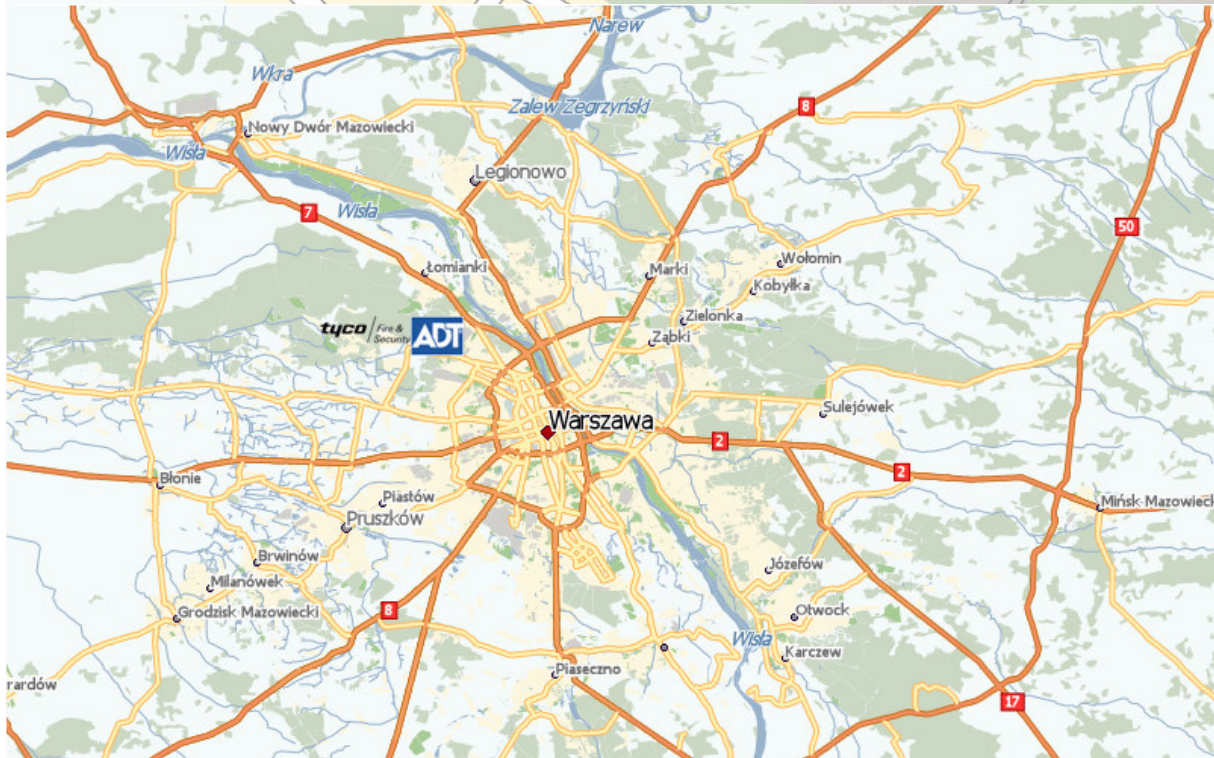 Narew
Wkra
Zalew Zegrzyński
8
Nowy Dwór Mazowiecki
Wisła
Legionowo
Wisła
7
50
Wołomin
Łomianki
Marki
Kobyłka
Zielonka
tyco
Fire &
Security
ADT
Ząbki
Sulejówek
Warszawa
2
2
Błonie
Piastów
Mińsk Mazowieck
Pruszków
Brwinów
Józefów
Milanówek
8
Grodzisk Mazowiecki
Otwock
Wisła
Karczew
Piaseczno
rardów
17